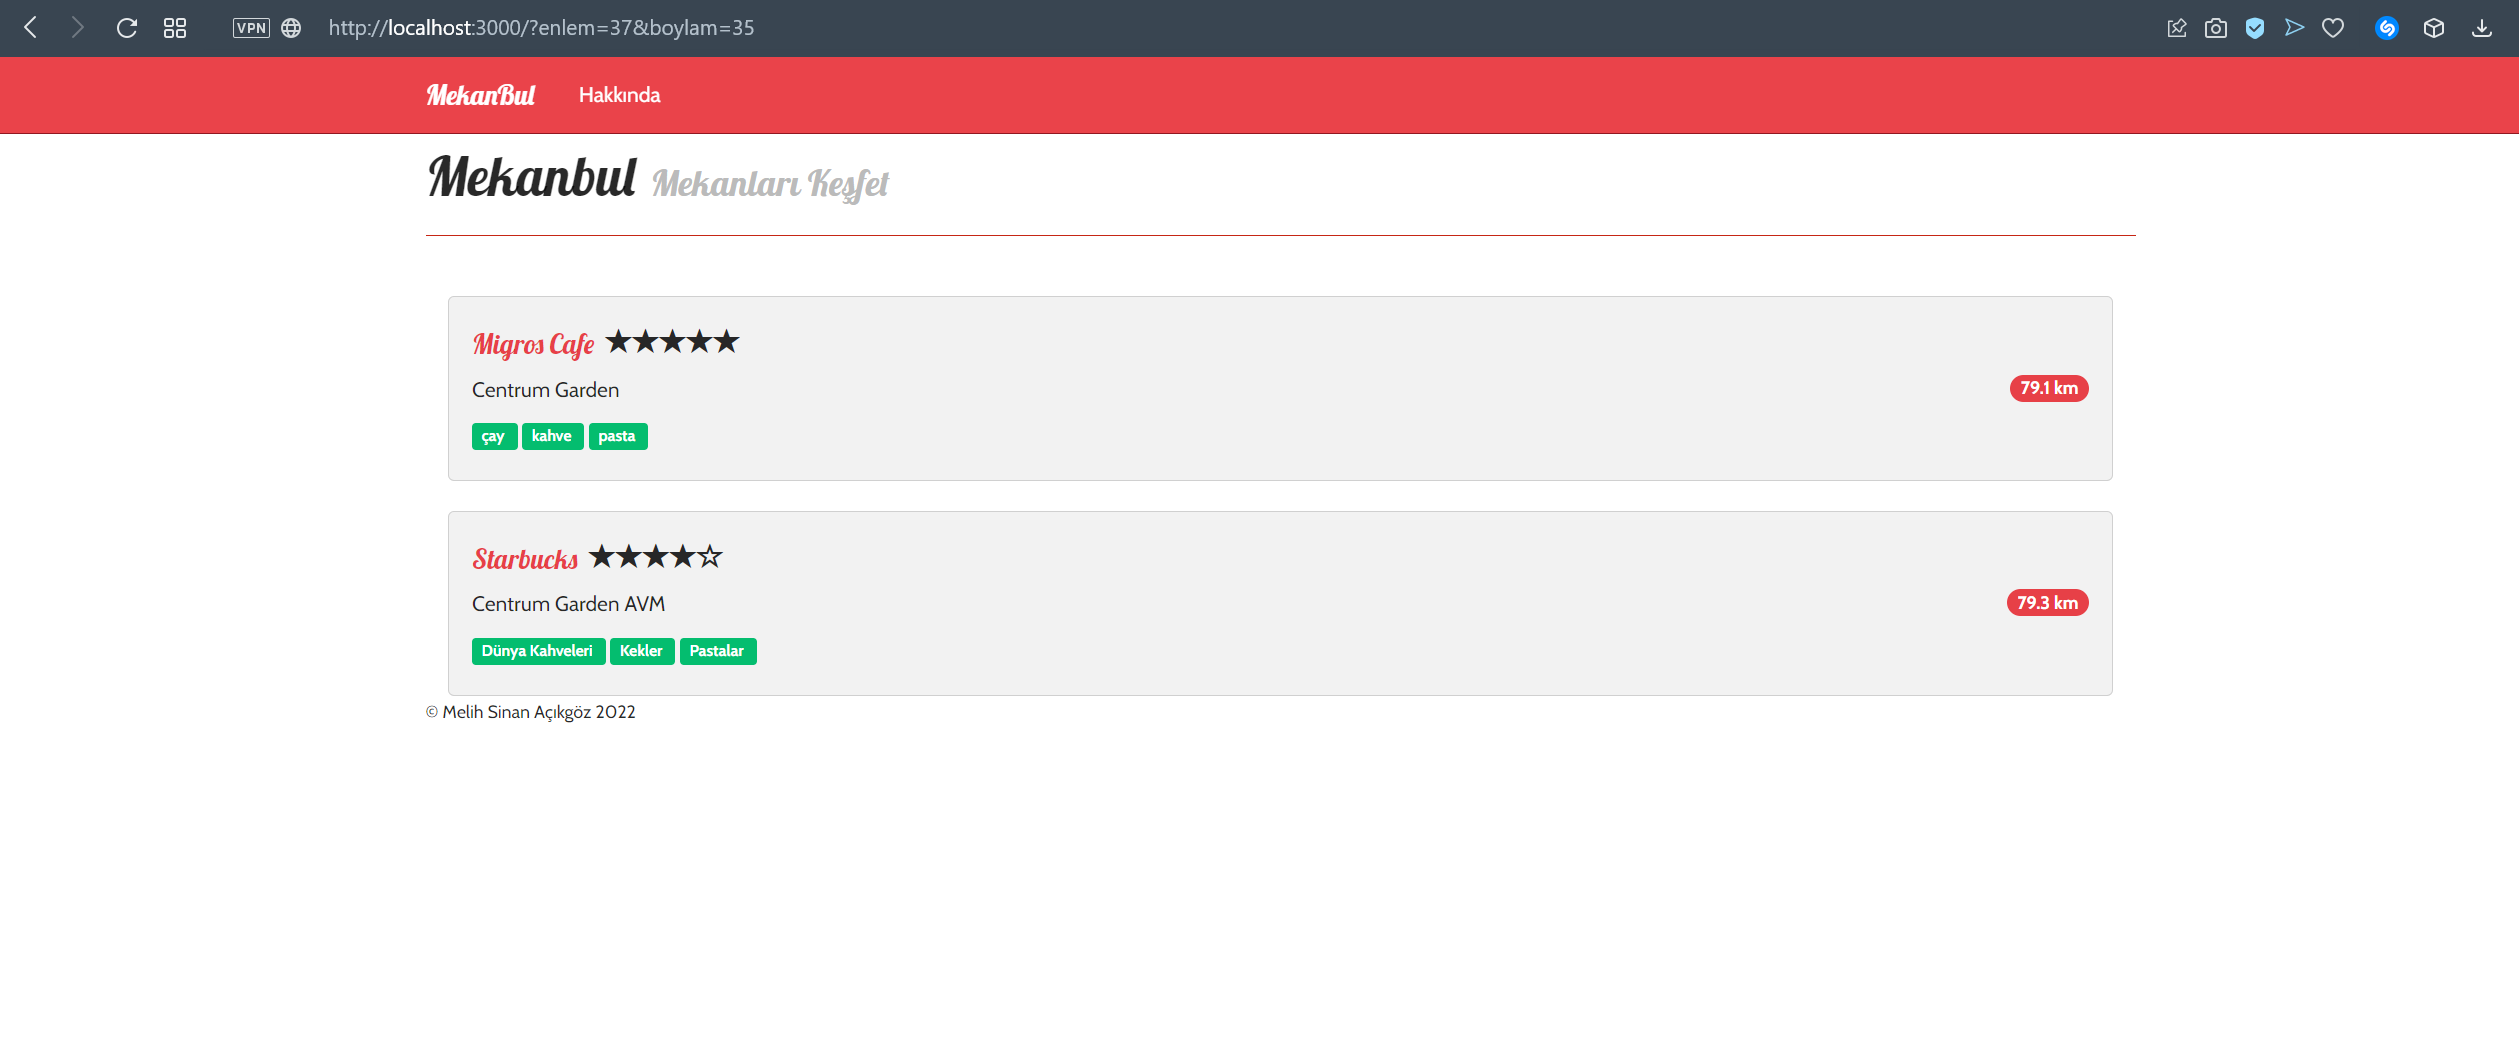 VPN http://localhost:3000/?enlem=37&boylam=35
MekanBul Hakkında
Mekanbul Mekanları Keşfet
Migros Cafe ★★★★★
Centrum Garden 79.1 km
çay kahve pasta
Starbucks ★★★★☆
Centrum Garden AVM 79.3 km
Dünya Kahveleri Kekler Pastalar
© Melih Sinan Açıkgöz 2022